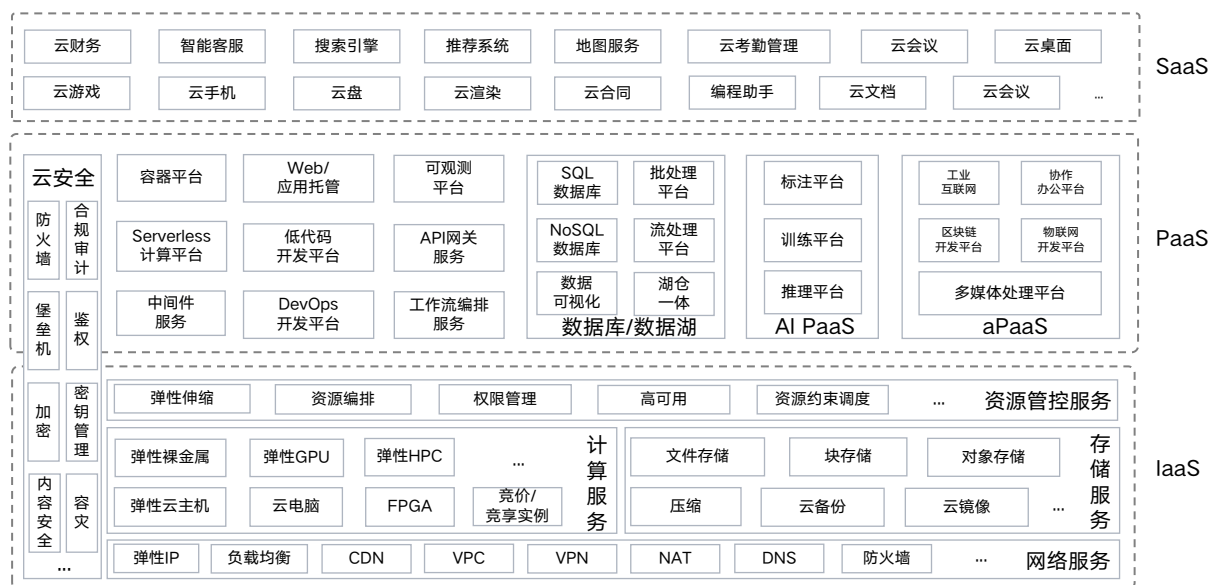 云财务
智能客服
搜索引擎
推荐系统
地图服务
云考勤管理
云会议
云桌面
云游戏
云手机
云盘
云渲染
云合同
编程助手
云文档
云会议
...
SaaS
云安全
防火墙
合规审计
堡垒机
鉴权
加密
密钥管理
内容安全
容灾
...
容器平台
Web/
应用托管
可观测
平台
Serverless
计算平台
低代码
开发平台
API网关
服务
中间件
服务
DevOps
开发平台
工作流编排
服务
SQL
数据库
批处理
平台
NoSQL
数据库
流处理
平台
数据
可视化
湖仓
一体
数据库/数据湖
标注平台
训练平台
推理平台
AI PaaS
工业
互联网
协作
办公平台
区块链
开发平台
物联网
开发平台
多媒体处理平台
aPaaS
PaaS
弹性伸缩
资源编排
权限管理
高可用
资源约束调度
...
资源管控服务
弹性裸金属
弹性GPU
弹性HPC
...
弹性云主机
云电脑
FPGA
竞价/
竞享实例
计算服务
文件存储
块存储
对象存储
压缩
云备份
云镜像
...
存储服务
弹性IP
负载均衡
CDN
VPC
VPN
NAT
DNS
防火墙
...
网络服务
IaaS